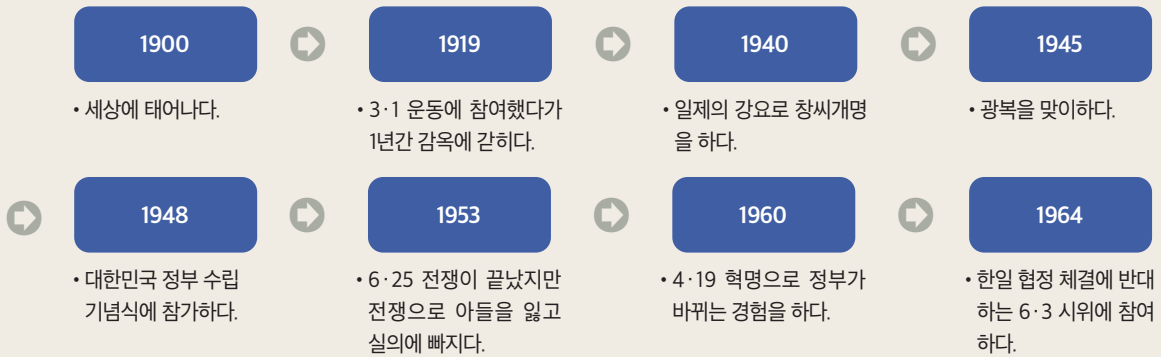 1900
1919
1940
1945
• 세상에 태어나다.
• 3·1 운동에 참여했다가
1년간 감옥에 갇히다.
• 일제의 강요로 창씨개명
을 하다.
• 광복을 맞이하다.
1948
1953
1960
1964
• 대한민국 정부 수립
기념식에 참가하다.
• 6·25 전쟁이 끝났지만
전쟁으로 아들을 잃고
실의에 빠지다.
• 4·19 혁명으로 정부가
바뀌는 경험을 하다.
• 한일 협정 체결에 반대
하는 6·3 시위에 참여
하다.